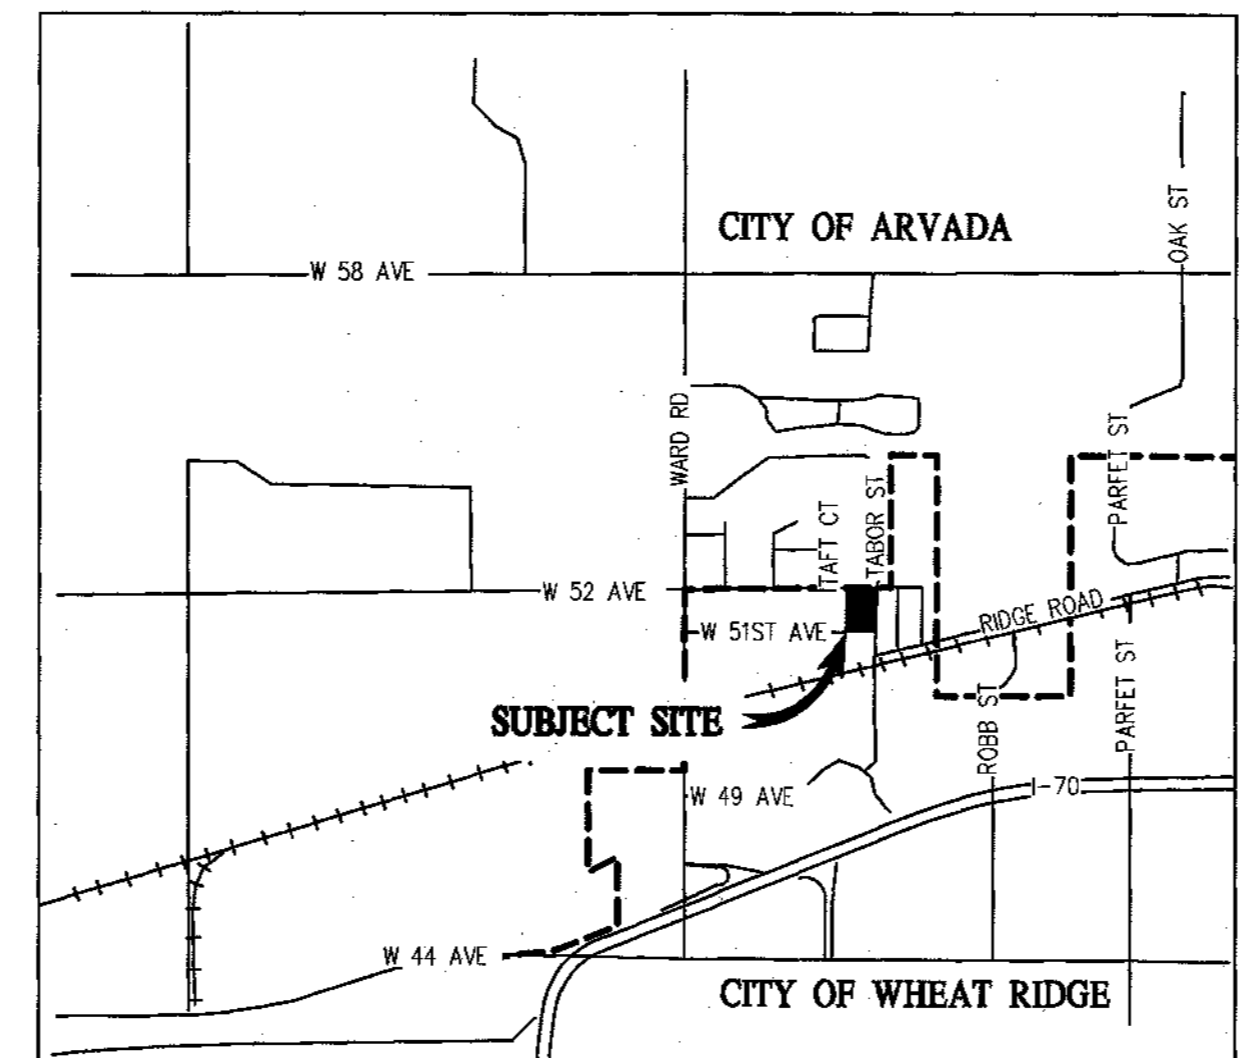 CITY OF ARVADA
OAK ST
W 58 AVE
WARD RD
PARFET ST
TAFT CT
TABOR ST
W 52 AVE
RIDGE ROAD
W 51ST AVE
SUBJECT SITE
ROBB ST
PARFET ST
W 49 AVE
I-70
W 44 AVE
CITY OF WHEAT RIDGE